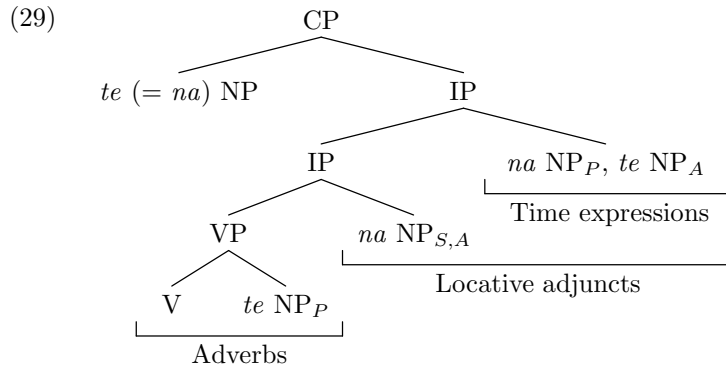 (29)
CP
te (= na) NP
IP
IP
na NP_P, te NP_A
Time expressions
VP
na NP_{S,A}
Locative adjuncts
V
te NP_P
Adverbs